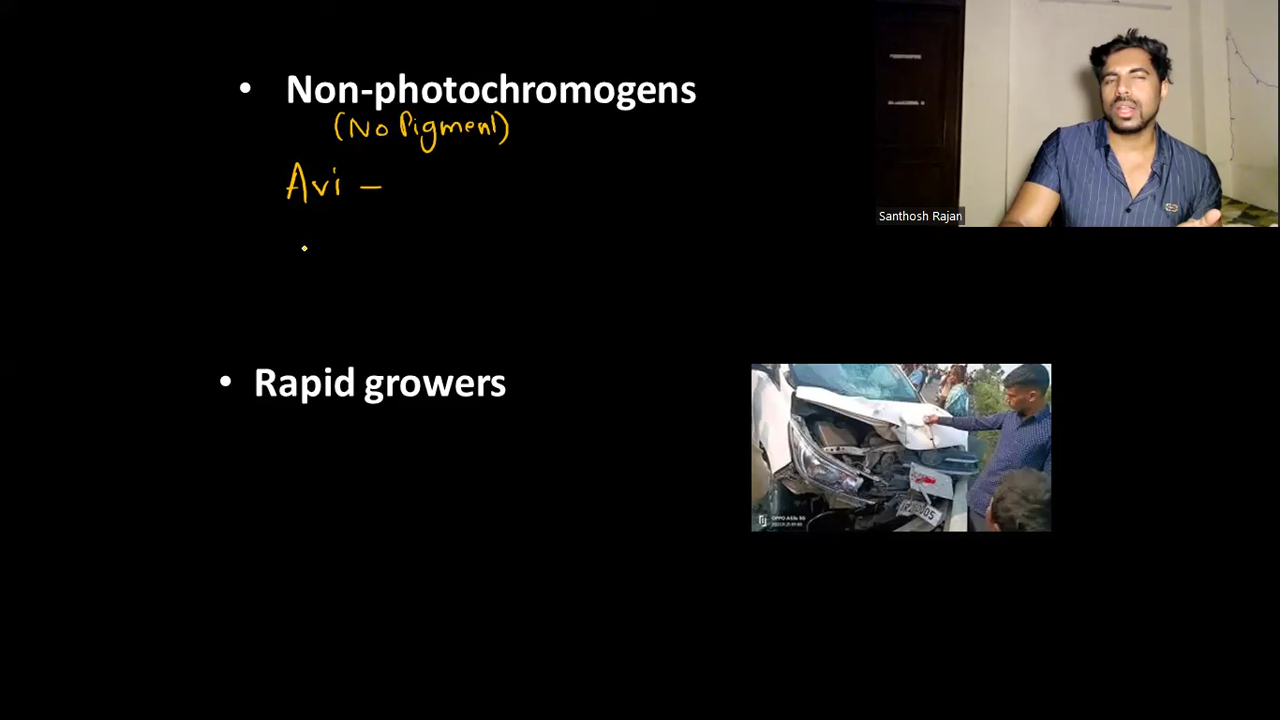 • Non-photochromogens
(No Pigment)
Avi –
Santhosh Rajan
• Rapid growers